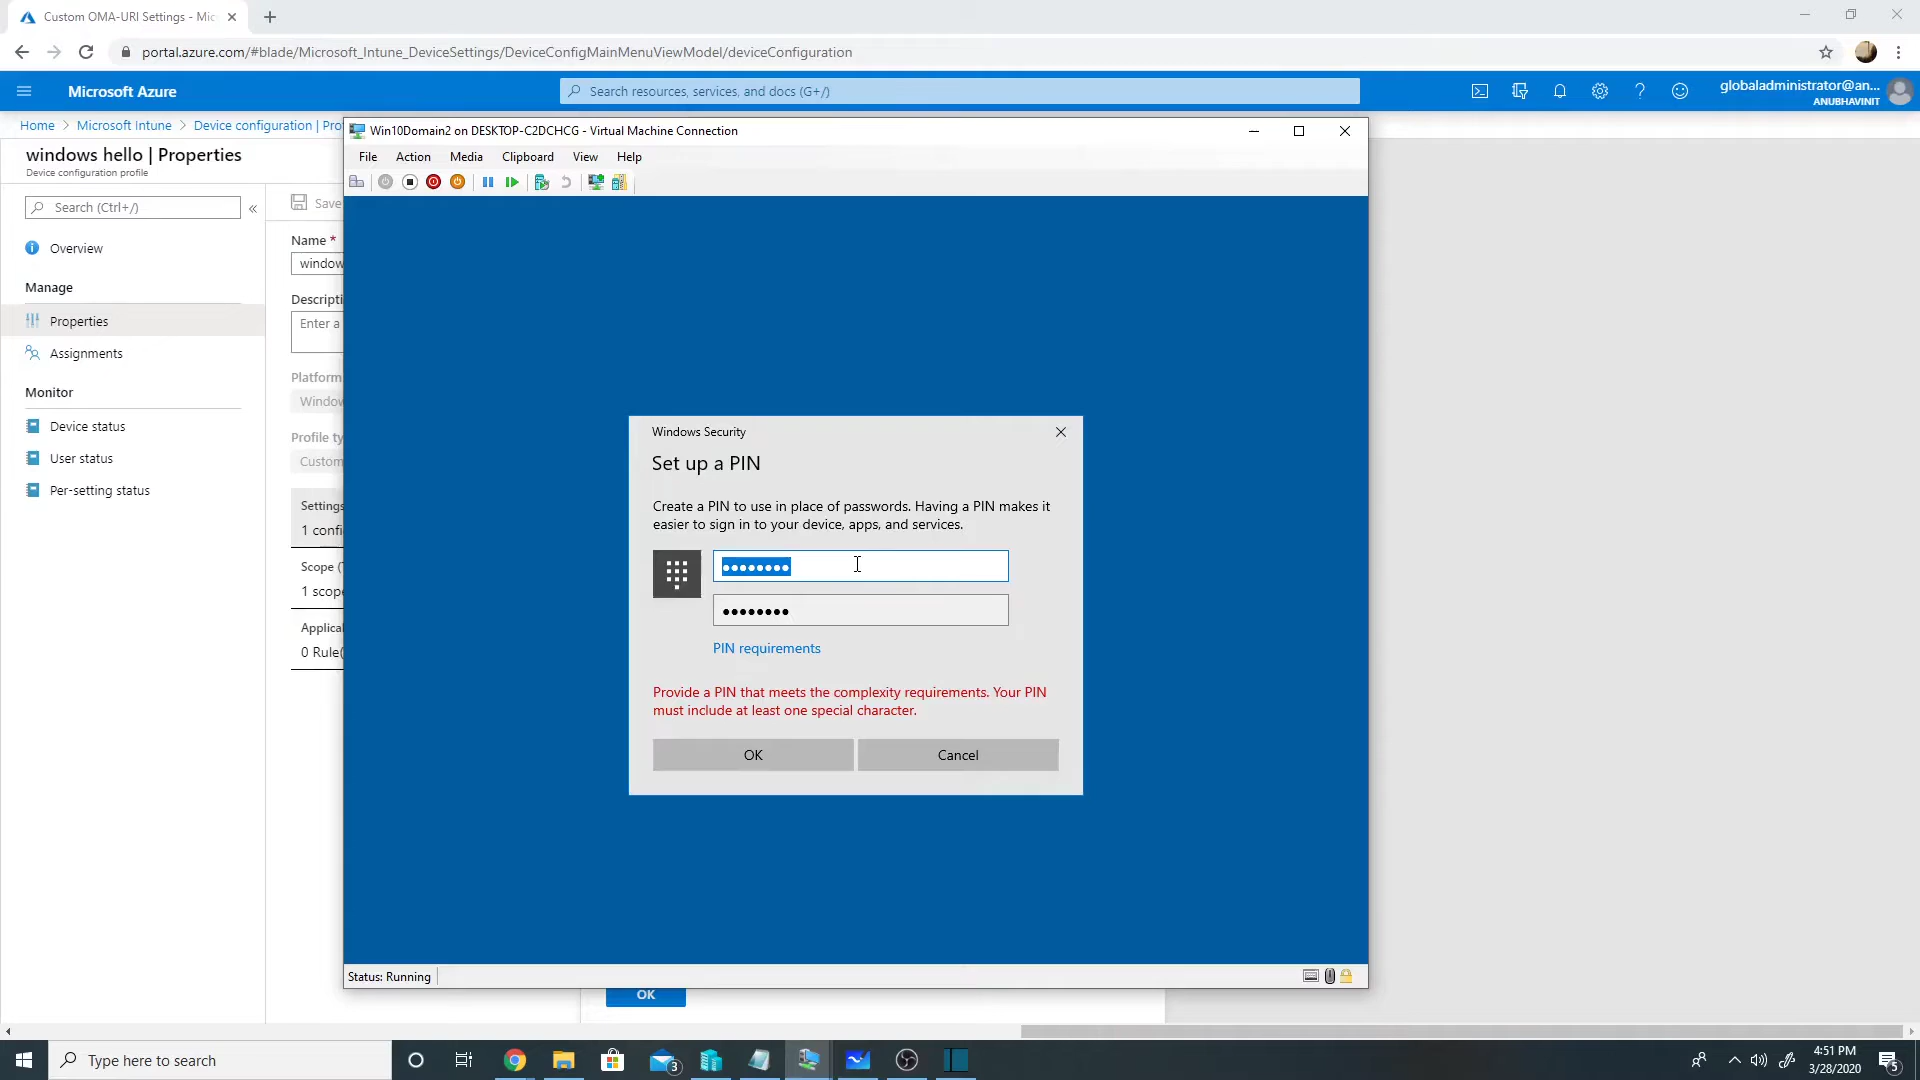 Custom OMA-URI Settings - Mic
portal.azure.com/#blade/Microsoft_Intune_DeviceSettings/DeviceConfigMainMenuViewModel/deviceConfiguration
Microsoft Azure
Search resources, services, and docs (G+/)
globaladministrator@an...
ANUBHAVINIT
Home > Microsoft Intune > Device configuration | Pro
windows hello | Properties
Device configuration profile
Search (Ctrl+/)
«
Overview
Manage
Properties
Assignments
Monitor
Device status
User status
Per-setting status
Save
Name *
window
Descripti
Enter a
Platform
Window
Profile ty
Custom
Settings
1 confi
Scope (T
1 scope
Applical
0 Rule(
Win10Domain2 on DESKTOP-C2DCHCG - Virtual Machine Connection
File Action Media Clipboard View Help
Windows Security
Set up a PIN
Create a PIN to use in place of passwords. Having a PIN makes it
easier to sign in to your device, apps, and services.
●●●●●●●●
●●●●●●●●
PIN requirements
Provide a PIN that meets the complexity requirements. Your PIN
must include at least one special character.
OK Cancel
Status: Running
OK
Type here to search
3
4:51 PM
3/28/2020
5